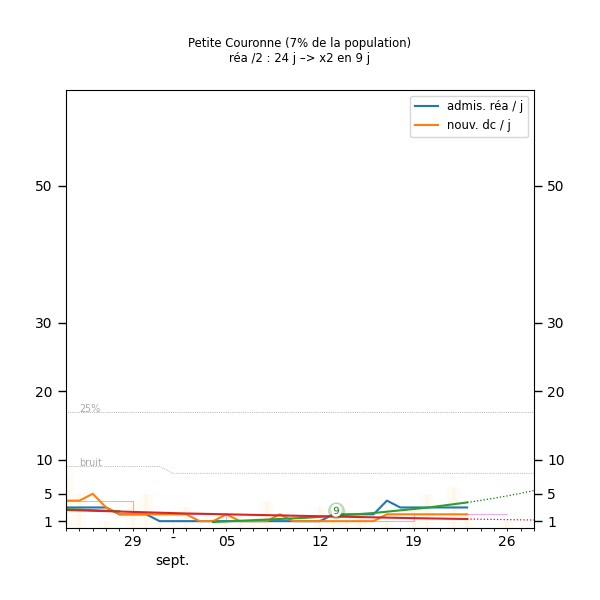 Petite Couronne (7% de la population)
réa /2 : 24 j –> x2 en 9 j
admis. réa / j
nouv. dc / j
50 50
30 30
20 20
25%
10 10
bruit
5 5
9
1 1
29 - 05 12 19 26
sept.